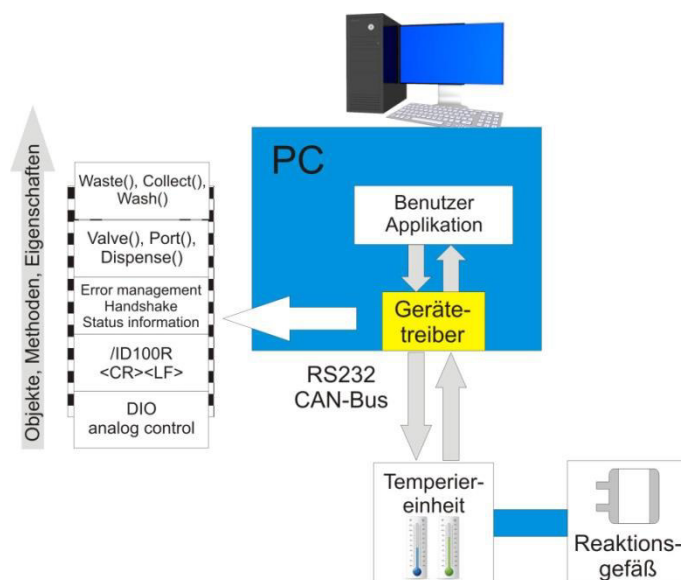 Objekte, Methoden, Eigenschaften
Waste(), Collect(),
Wash()
Valve(), Port(),
Dispense()
Error management
Handshake
Status information
/ID100R
<CR><LF>
DIO
analog control
PC
Benutzer
Applikation
Geräte-
treiber
RS232
CAN-Bus
Temperier-
einheit
Reaktions-
gefäß